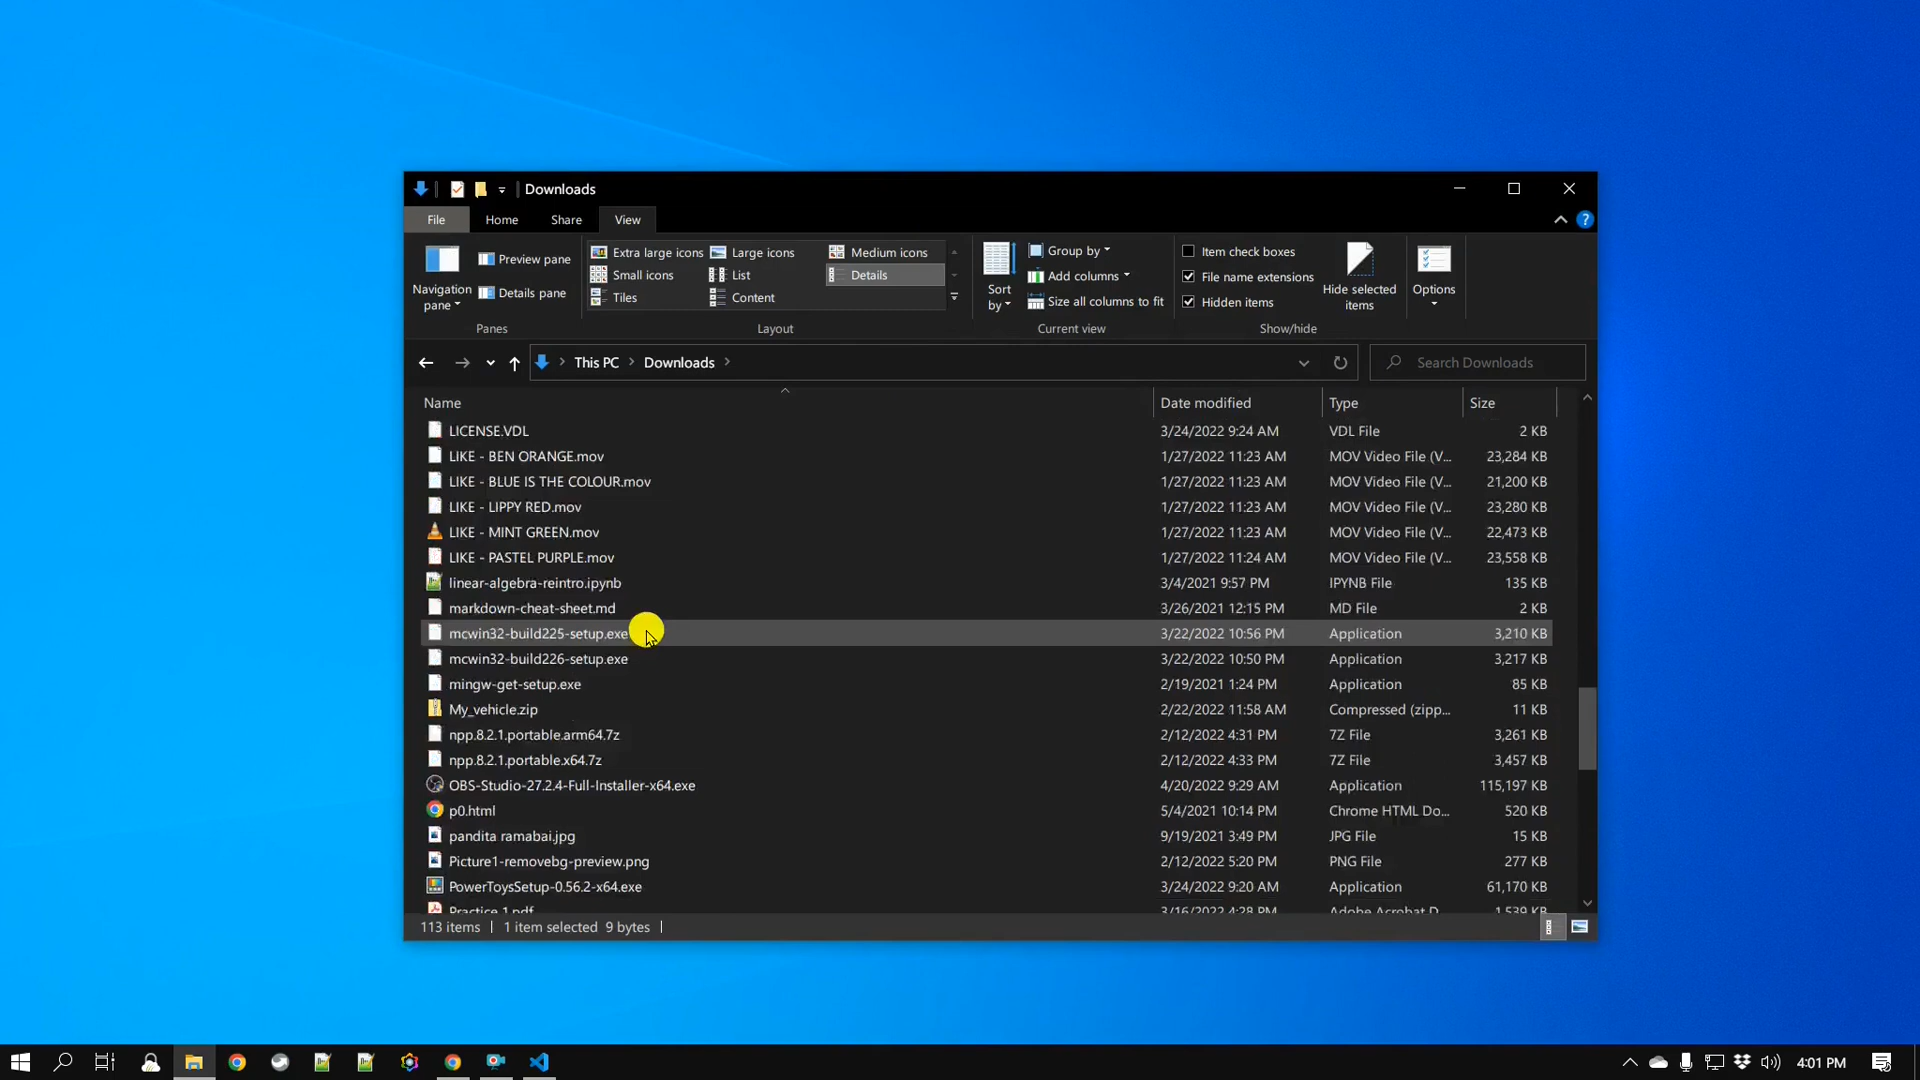 Downloads
File Home Share View
Navigation pane
Preview pane
Details pane
Panes
Extra large icons Large icons Medium icons
Small icons List Details
Tiles Content
Layout
Sort by
Group by
Add columns
Size all columns to fit
Current view
Item check boxes
File name extensions
Hidden items
Show/hide
Hide selected items
Options
This PC Downloads
Search Downloads
Name Date modified Type Size
LICENSE.VDL 3/24/2022 9:24 AM VDL File 2 KB
LIKE - BEN ORANGE.mov 1/27/2022 11:23 AM MOV Video File (V... 23,284 KB
LIKE - BLUE IS THE COLOUR.mov 1/27/2022 11:23 AM MOV Video File (V... 21,200 KB
LIKE - LIPPY RED.mov 1/27/2022 11:23 AM MOV Video File (V... 23,280 KB
LIKE - MINT GREEN.mov 1/27/2022 11:23 AM MOV Video File (V... 22,473 KB
LIKE - PASTEL PURPLE.mov 1/27/2022 11:24 AM MOV Video File (V... 23,558 KB
linear-algebra-reintro.ipynb 3/4/2021 9:57 PM IPYNB File 135 KB
markdown-cheat-sheet.md 3/26/2021 12:15 PM MD File 2 KB
mcwin32-build225-setup.exe 3/22/2022 10:56 PM Application 3,210 KB
mcwin32-build226-setup.exe 3/22/2022 10:50 PM Application 3,217 KB
mingw-get-setup.exe 2/19/2021 1:24 PM Application 85 KB
My_vehicle.zip 2/22/2022 11:58 AM Compressed (zipp... 11 KB
npp.8.2.1.portable.arm64.7z 2/12/2022 4:31 PM 7Z File 3,261 KB
npp.8.2.1.portable.x64.7z 2/12/2022 4:33 PM 7Z File 3,457 KB
OBS-Studio-27.2.4-Full-Installer-x64.exe 4/20/2022 9:29 AM Application 115,197 KB
p0.html 5/4/2021 10:14 PM Chrome HTML Do... 520 KB
pandita ramabai.jpg 9/19/2021 3:49 PM JPG File 15 KB
Picture1-removebg-preview.png 2/12/2022 5:20 PM PNG File 277 KB
PowerToysSetup-0.56.2-x64.exe 3/24/2022 9:20 AM Application 61,170 KB
Practice 1.pdf 3/16/2022 4:28 PM Adobe Acrobat D... 1,539 KB
113 items 1 item selected 9 bytes
4:01 PM